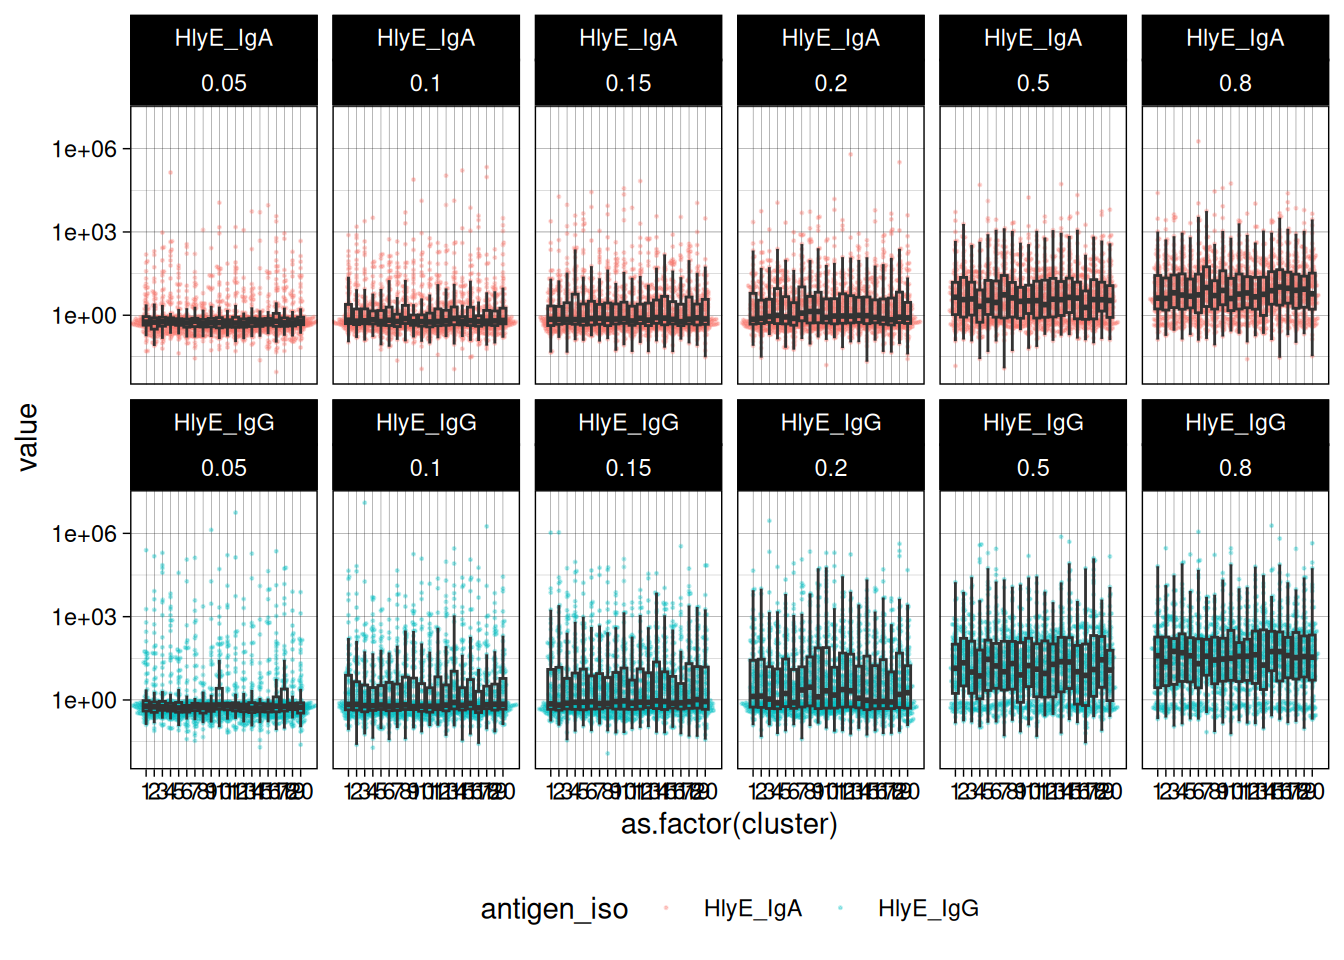 HlyE_IgA HlyE_IgA HlyE_IgA HlyE_IgA HlyE_IgA HlyE_IgA
0.05 0.1 0.15 0.2 0.5 0.8
1e+06
1e+03
1e+00
value
HlyE_IgG HlyE_IgG HlyE_IgG HlyE_IgG HlyE_IgG HlyE_IgG
0.05 0.1 0.15 0.2 0.5 0.8
1e+06
1e+03
1e+00
as.factor(cluster)
antigen_iso HlyE_IgA HlyE_IgG